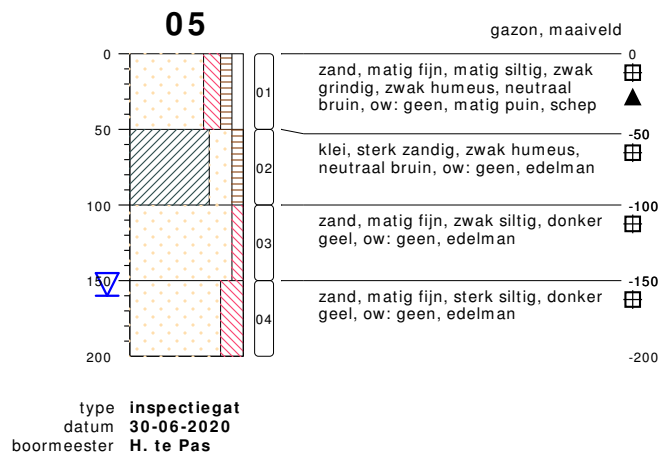 05
gazon, maaiveld
0
0
zand, matig fijn, matig siltig, zwak
grindig, zwak humeus, neutraal
bruin, ow: geen, matig puin, schep
01
50
-50
klei, sterk zandig, zwak humeus,
neutraal bruin, ow: geen, edelman
02
100
-100
zand, matig fijn, zwak siltig, donker
geel, ow: geen, edelman
03
150
-150
zand, matig fijn, sterk siltig, donker
geel, ow: geen, edelman
04
200
-200
type inspectiegat
datum 30-06-2020
boormeester H. te Pas